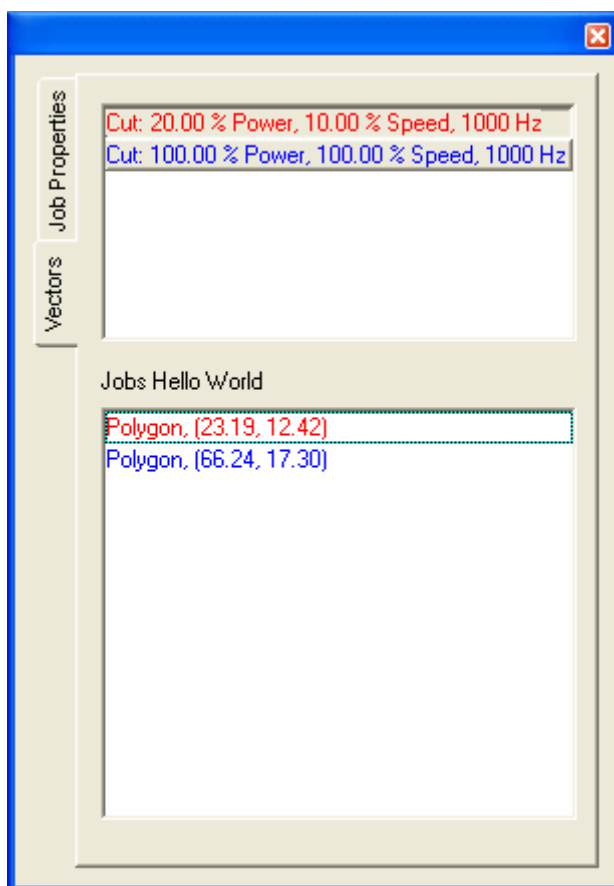 Job Properties
Vectors
Cut: 20.00 % Power, 10.00 % Speed, 1000 Hz
Cut: 100.00 % Power, 100.00 % Speed, 1000 Hz
Jobs Hello World
Polygon, (23.19, 12.42)
Polygon, (66.24, 17.30)